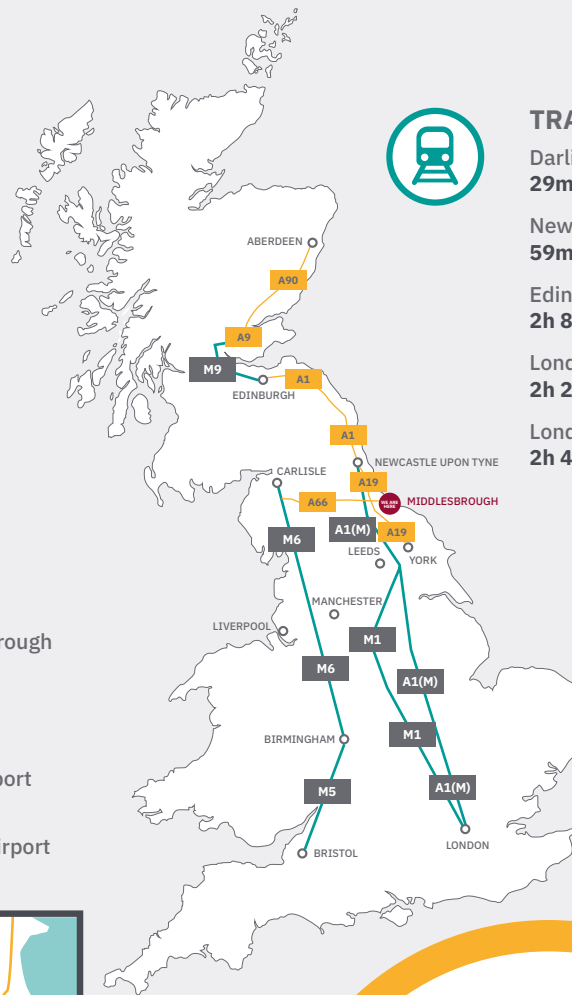 TRA
Darli
29m
New
59m
Edin
2h 8
Lond
2h 2
Lond
2h 4
ABERDEEN
A90
A9
M9
A1
EDINBURGH
A1
NEWCASTLE UPON TYNE
CARLISLE
A19
A66
WE ARE
HERE
MIDDLESBROUGH
A1(M)
A19
M6
LEEDS
YORK
MANCHESTER
LIVERPOOL
M1
rough
M6
A1(M)
M1
BIRMINGHAM
port
M5
A1(M)
irport
LONDON
BRISTOL